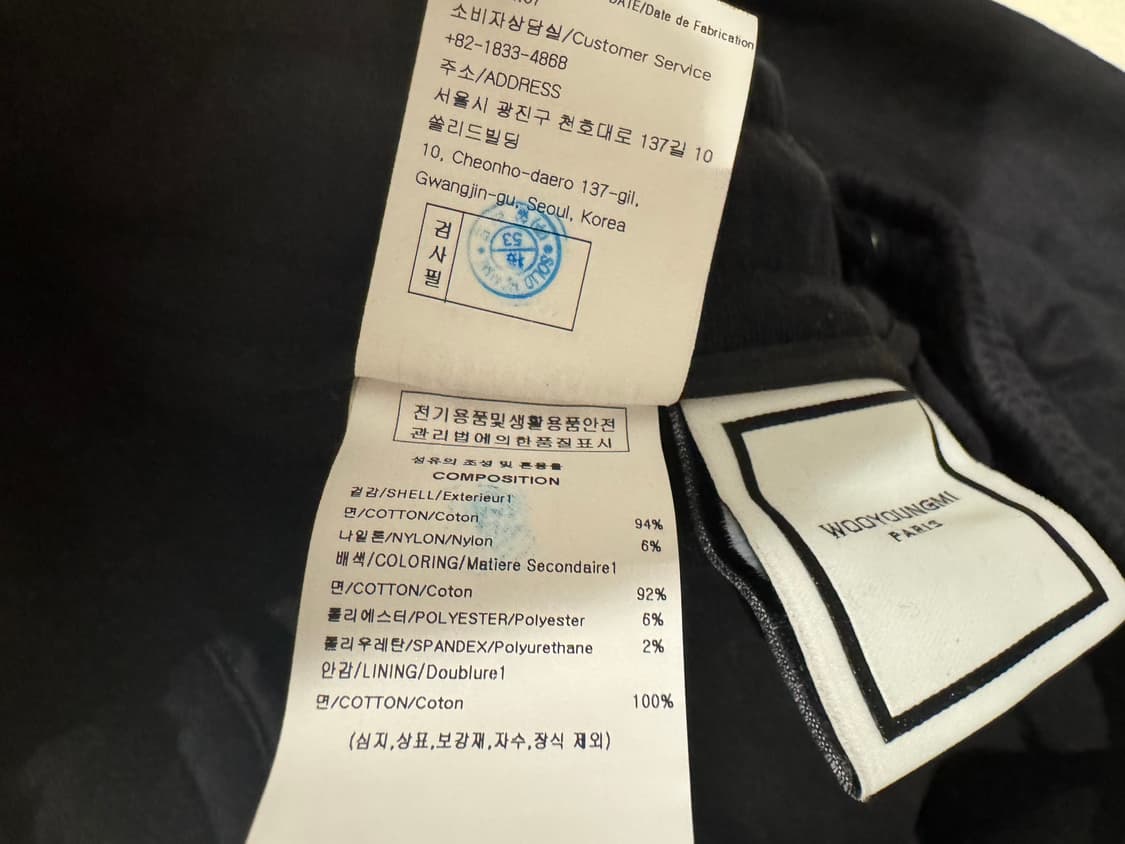 DATE/Date de Fabrication
소비자상담실/Customer Service
+82-1833-4868
주소/ADDRESS
서울시 광진구 천호대로 137길 10
쏠리드빌딩
10, Cheonho-daero 137-gil,
Gwangjin-gu, Seoul, Korea
검사필
53
SOLID
전기용품및생활용품안전
관리법에의한품질표시
섬유의 조성 및 혼용률
COMPOSITION
겉감/SHELL/Exterieur1
면/COTTON/Coton 94%
나일론/NYLON/Nylon 6%
배색/COLORING/Matiere Secondaire1
면/COTTON/Coton 92%
폴리에스터/POLYESTER/Polyester 6%
폴리우레탄/SPANDEX/Polyurethane 2%
안감/LINING/Doublure1
면/COTTON/Coton 100%
(심지,상표,보강재,자수,장식 제외)
WOOYOUNGMI
PARIS